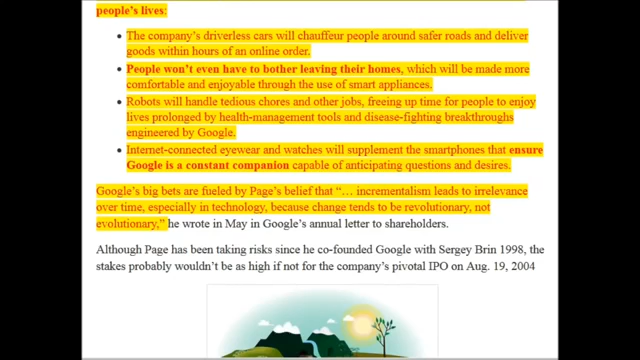 people's lives:
The company's driverless cars will chauffeur people around safer roads and deliver
goods within hours of an online order.
People won't even have to bother leaving their homes, which will be made more
comfortable and enjoyable through the use of smart appliances.
Robots will handle tedious chores and other jobs, freeing up time for people to enjoy
lives prolonged by health-management tools and disease-fighting breakthroughs
engineered by Google.
Internet-connected eyewear and watches will supplement the smartphones that ensure
Google is a constant companion capable of anticipating questions and desires.
Google's big bets are fueled by Page's belief that “… incrementalism leads to irrelevance
over time, especially in technology, because change tends to be revolutionary, not
evolutionary,” he wrote in May in Google's annual letter to shareholders.
Although Page has been taking risks since he co-founded Google with Sergey Brin 1998, the
stakes probably wouldn't be as high if not for the company's pivotal IPO on Aug. 19, 2004